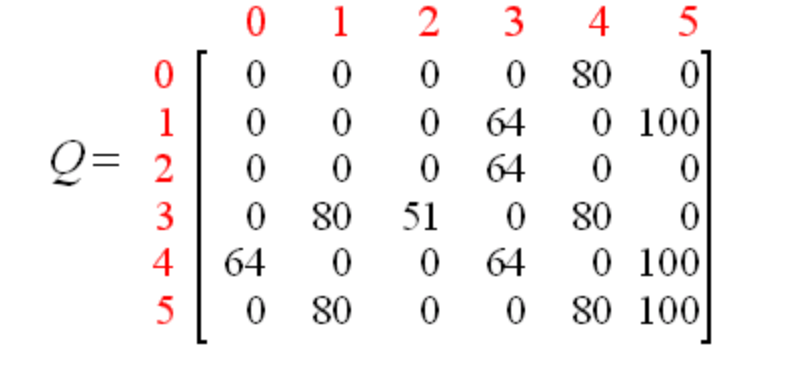 0 1 2 3 4 5
0 0 0 0 0 80 0
1 0 0 0 64 0 100
Q= 2 0 0 0 64 0 0
3 0 80 51 0 80 0
4 64 0 0 64 0 100
5 0 80 0 0 80 100